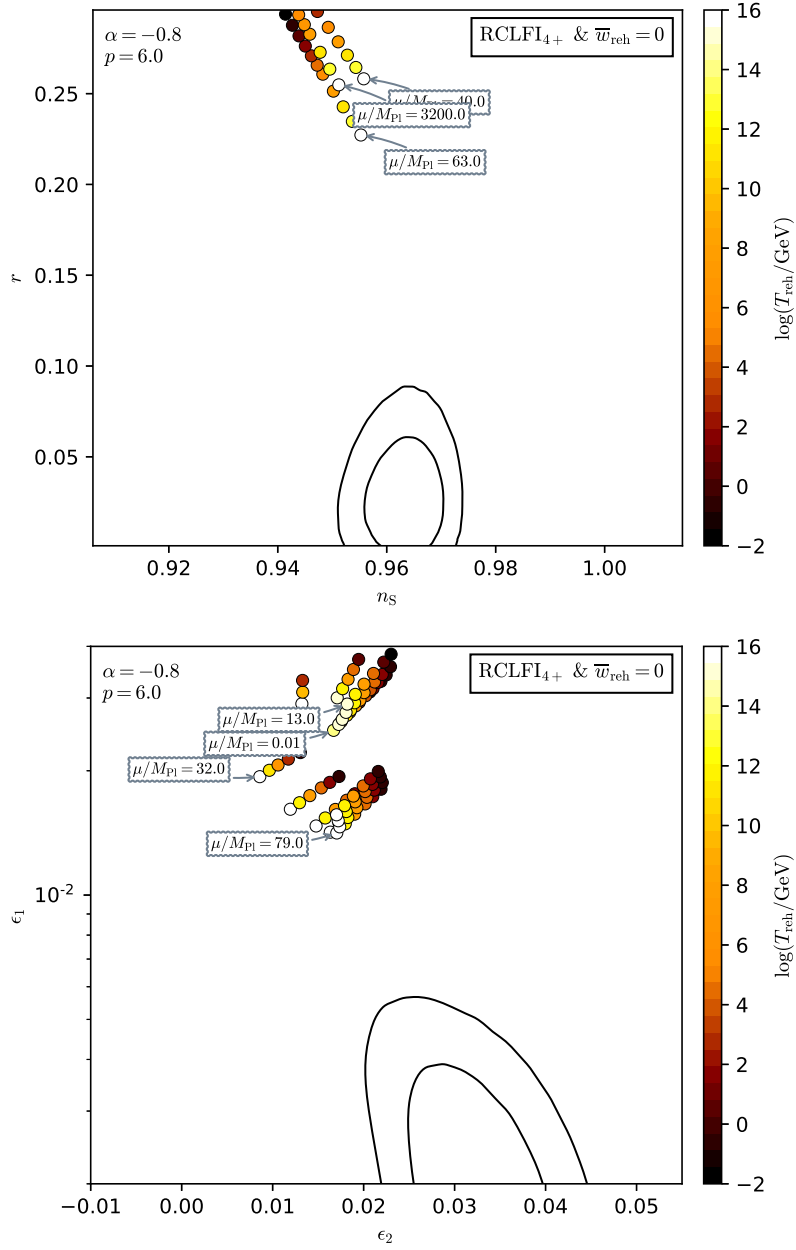 α = −0.8
p = 6.0
RCLFI4+ & w̅reh = 0
μ/MPl = 40.0
μ/MPl = 3200.0
μ/MPl = 63.0
0.25
0.20
0.15
0.10
0.05
r
0.92 0.94 0.96 0.98 1.00
nS
16
14
12
10
8
6
4
2
0
−2
log(Treh/GeV)
α = −0.8
p = 6.0
RCLFI4+ & w̅reh = 0
μ/MPl = 13.0
μ/MPl = 0.01
μ/MPl = 32.0
μ/MPl = 79.0
10-2
ϵ1
−0.01 0.00 0.01 0.02 0.03 0.04 0.05
ϵ2
16
14
12
10
8
6
4
2
0
−2
log(Treh/GeV)